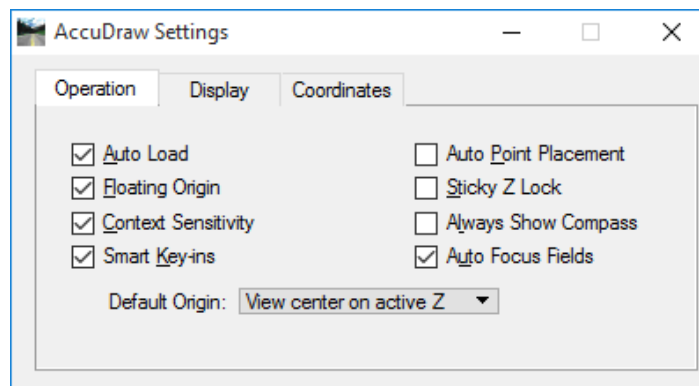 AccuDraw Settings
Operation Display Coordinates
Auto Load Auto Point Placement
Floating Origin Sticky Z Lock
Context Sensitivity Always Show Compass
Smart Key-ins Auto Focus Fields
Default Origin: View center on active Z